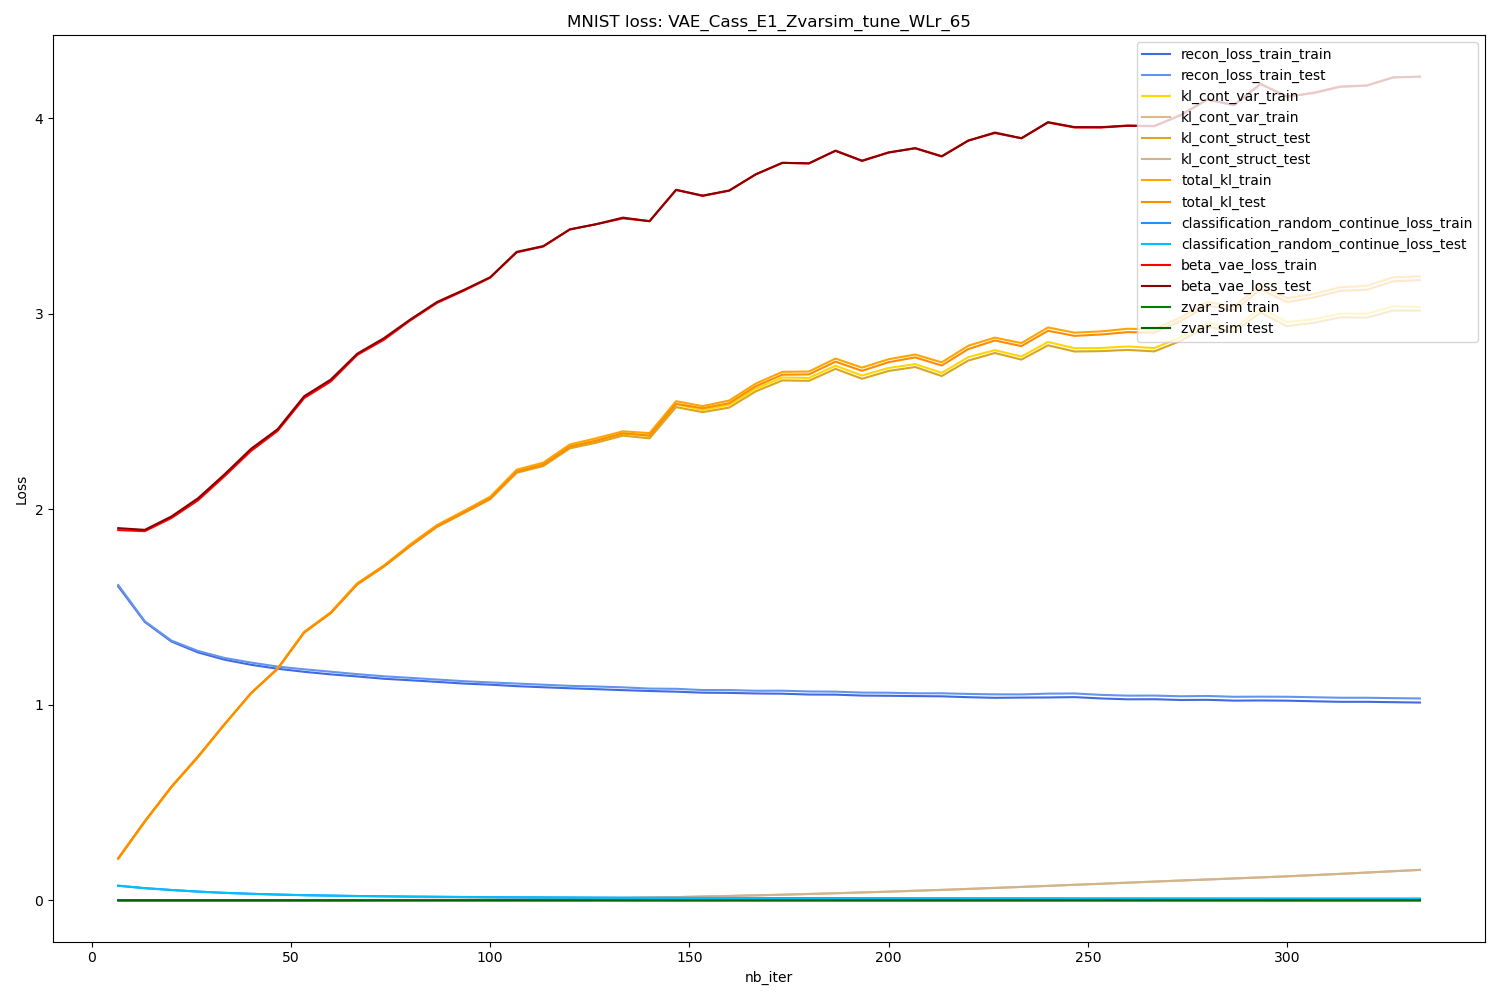 MNIST loss: VAE_Cass_E1_Zvarsim_tune_WLr_65
recon_loss_train_train
recon_loss_train_test
kl_cont_var_train
kl_cont_var_train
kl_cont_struct_test
kl_cont_struct_test
total_kl_train
total_kl_test
classification_random_continue_loss_train
classification_random_continue_loss_test
beta_vae_loss_train
beta_vae_loss_test
zvar_sim train
zvar_sim test
4
3
2
1
0
Loss
0 50 100 150 200 250 300
nb_iter